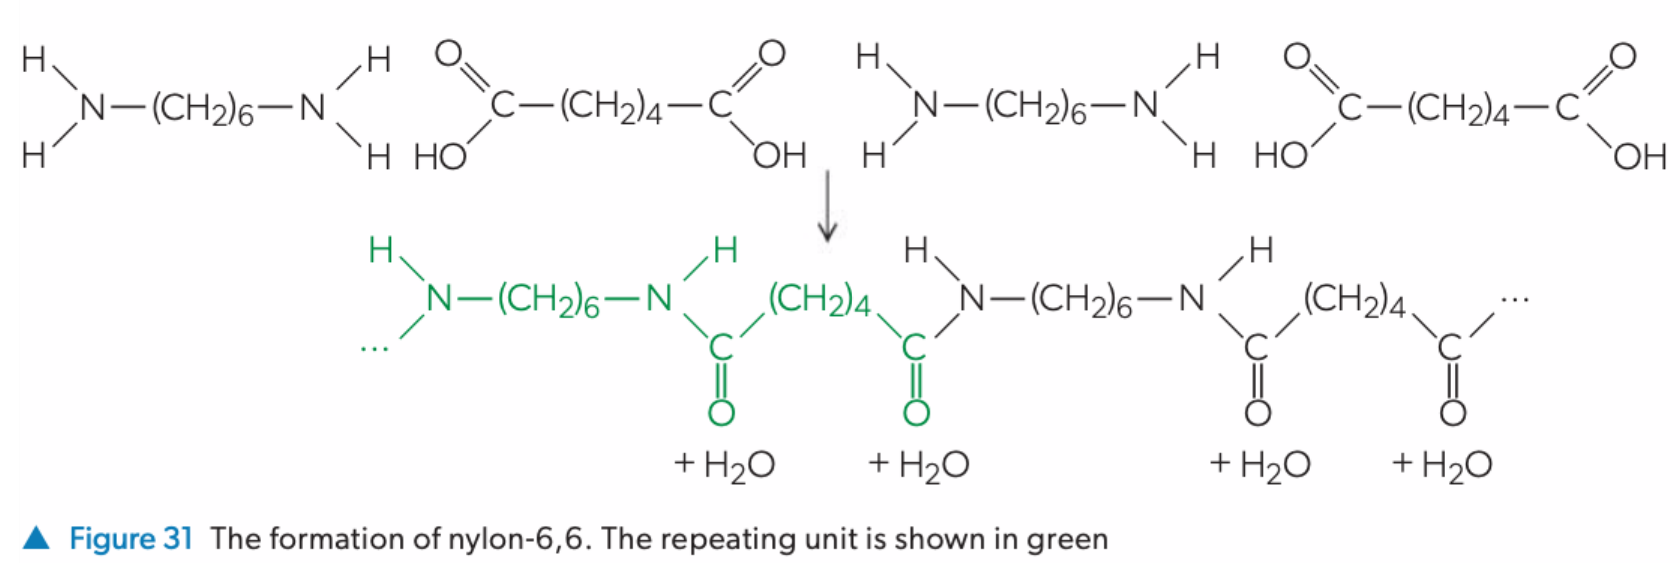 H H O O H H O O
N—(CH2)6—N C—(CH2)4—C N—(CH2)6—N C—(CH2)4—C
H H HO OH H H HO OH
H H H H
N—(CH2)6—N (CH2)4 N—(CH2)6—N (CH2)4 ...
... C C C C
O O O O
+ H2O + H2O + H2O + H2O
▲ Figure 31 The formation of nylon-6,6. The repeating unit is shown in green